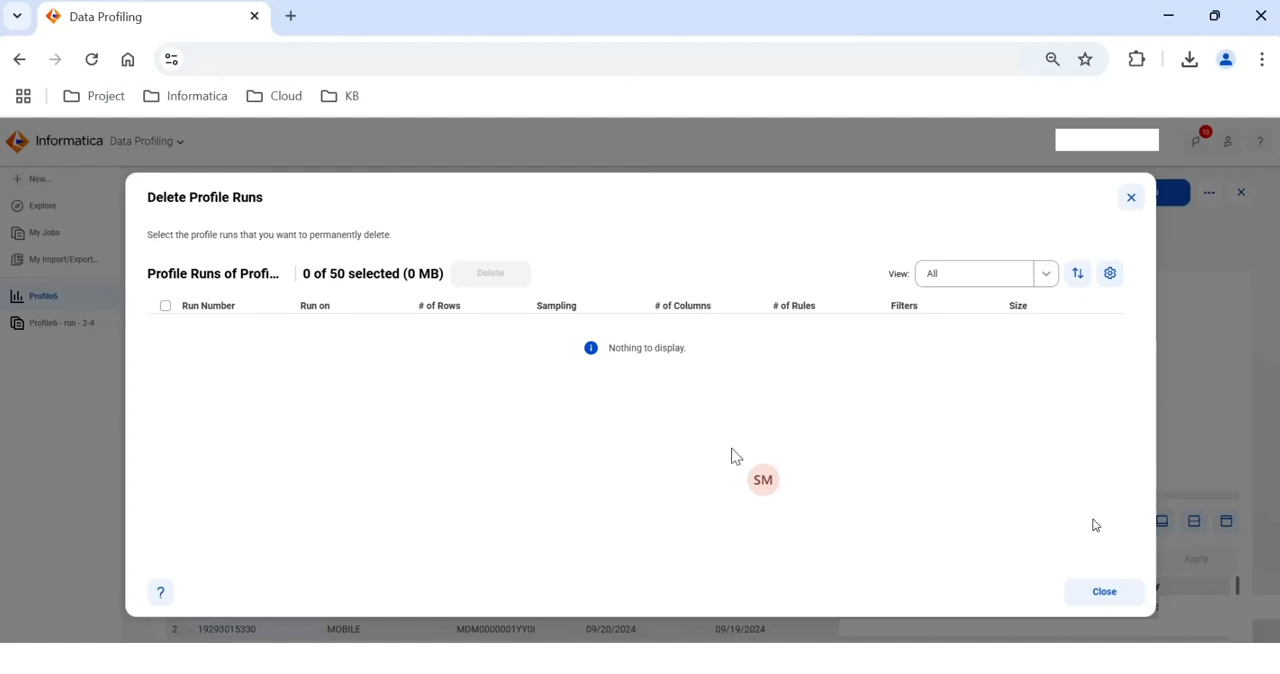 Data Profiling
Project Informatica Cloud KB
Informatica Data Profiling 13 ?
New...
Explore
My Jobs
My Import/Export...
Profile6
Profile6 - run - 2-4
Delete Profile Runs
Select the profile runs that you want to permanently delete.
Profile Runs of Profi... 0 of 50 selected (0 MB) Delete View: All
Run Number Run on # of Rows Sampling # of Columns # of Rules Filters Size
Nothing to display.
SM
Apply
? Close
2 19293015330 MOBILE MDM0000001YY0I 09/20/2024 09/19/2024